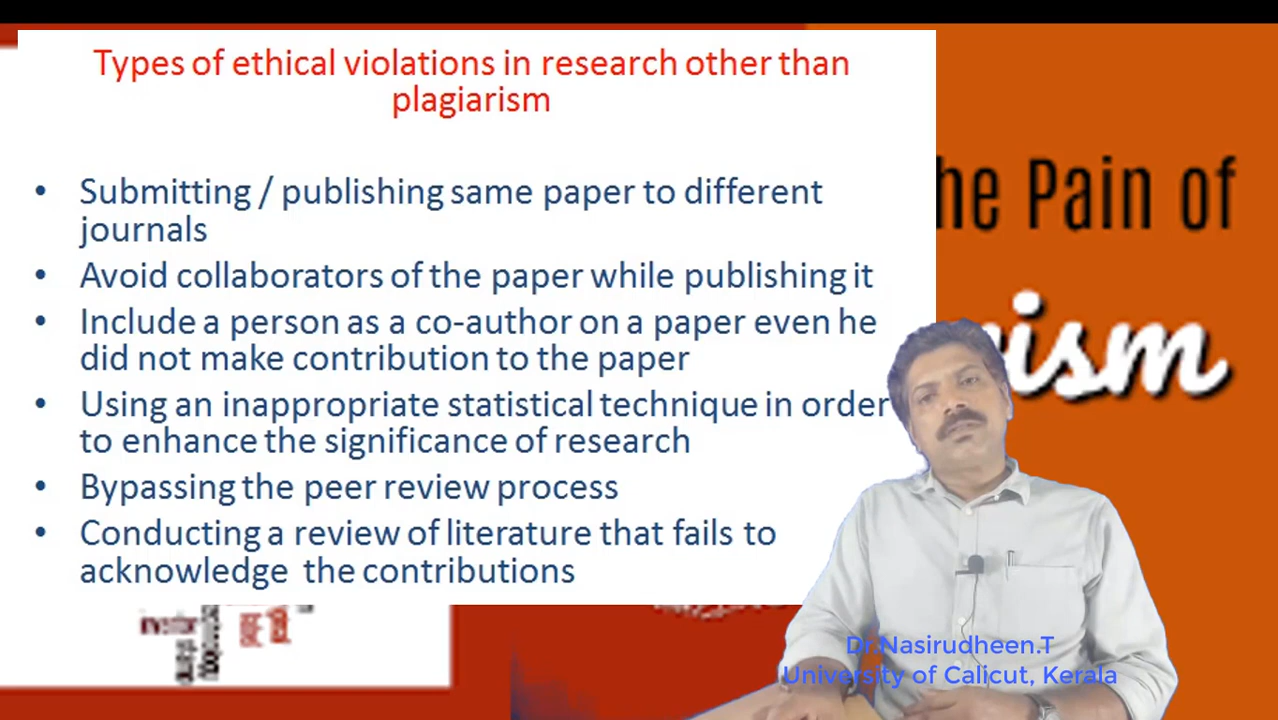 Types of ethical violations in research other than
plagiarism
• Submitting / publishing same paper to different
journals
• Avoid collaborators of the paper while publishing it
• Include a person as a co-author on a paper even he
did not make contribution to the paper
• Using an inappropriate statistical technique in order
to enhance the significance of research
• Bypassing the peer review process
• Conducting a review of literature that fails to
acknowledge the contributions
he Pain of
ism
Dr.Nasirudheen.T
University of Calicut, Kerala